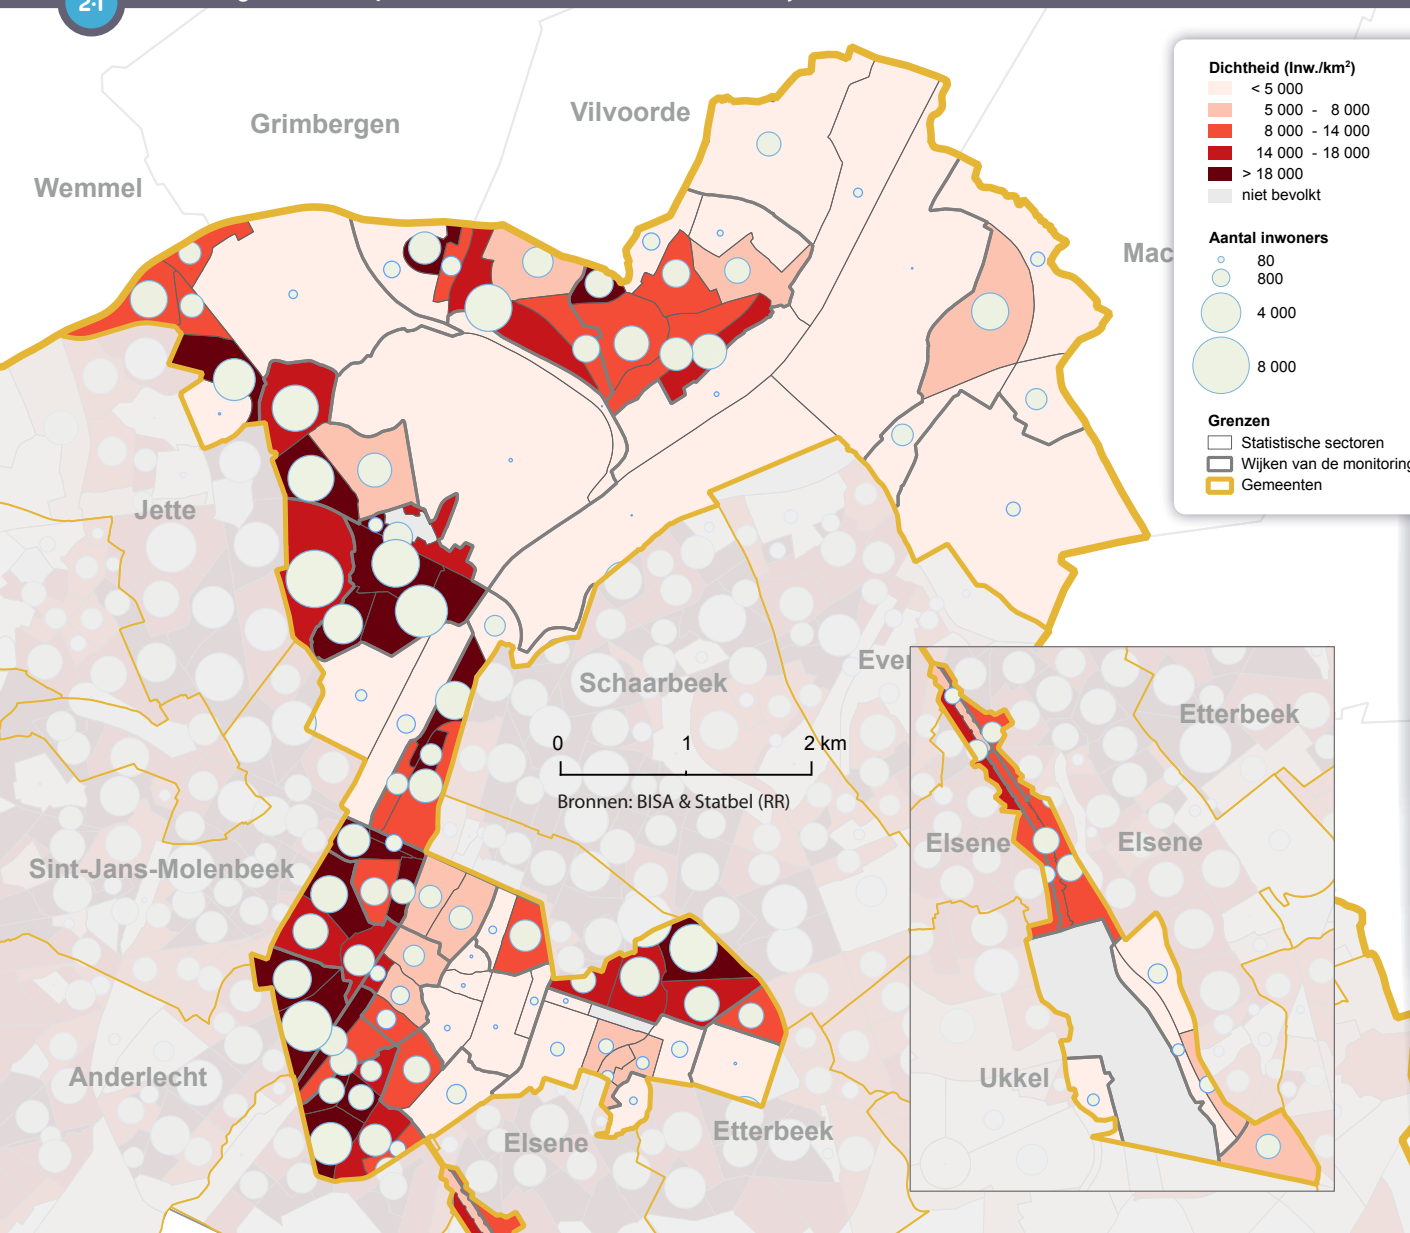 2.1
Grimbergen
Vilvoorde
Wemmel
Jette
Schaarbeek
Sint-Jans-Molenbeek
Anderlecht
Elsene
Etterbeek
0 1 2 km
Bronnen: BISA & Statbel (RR)
Dichtheid (Inw./km²)
< 5 000
5 000 - 8 000
8 000 - 14 000
14 000 - 18 000
> 18 000
niet bevolkt
Aantal inwoners
80
800
4 000
8 000
Grenzen
Statistische sectoren
Wijken van de monitoring
Gemeenten
Mac
Ever
Etterbeek
Elsene
Elsene
Ukkel